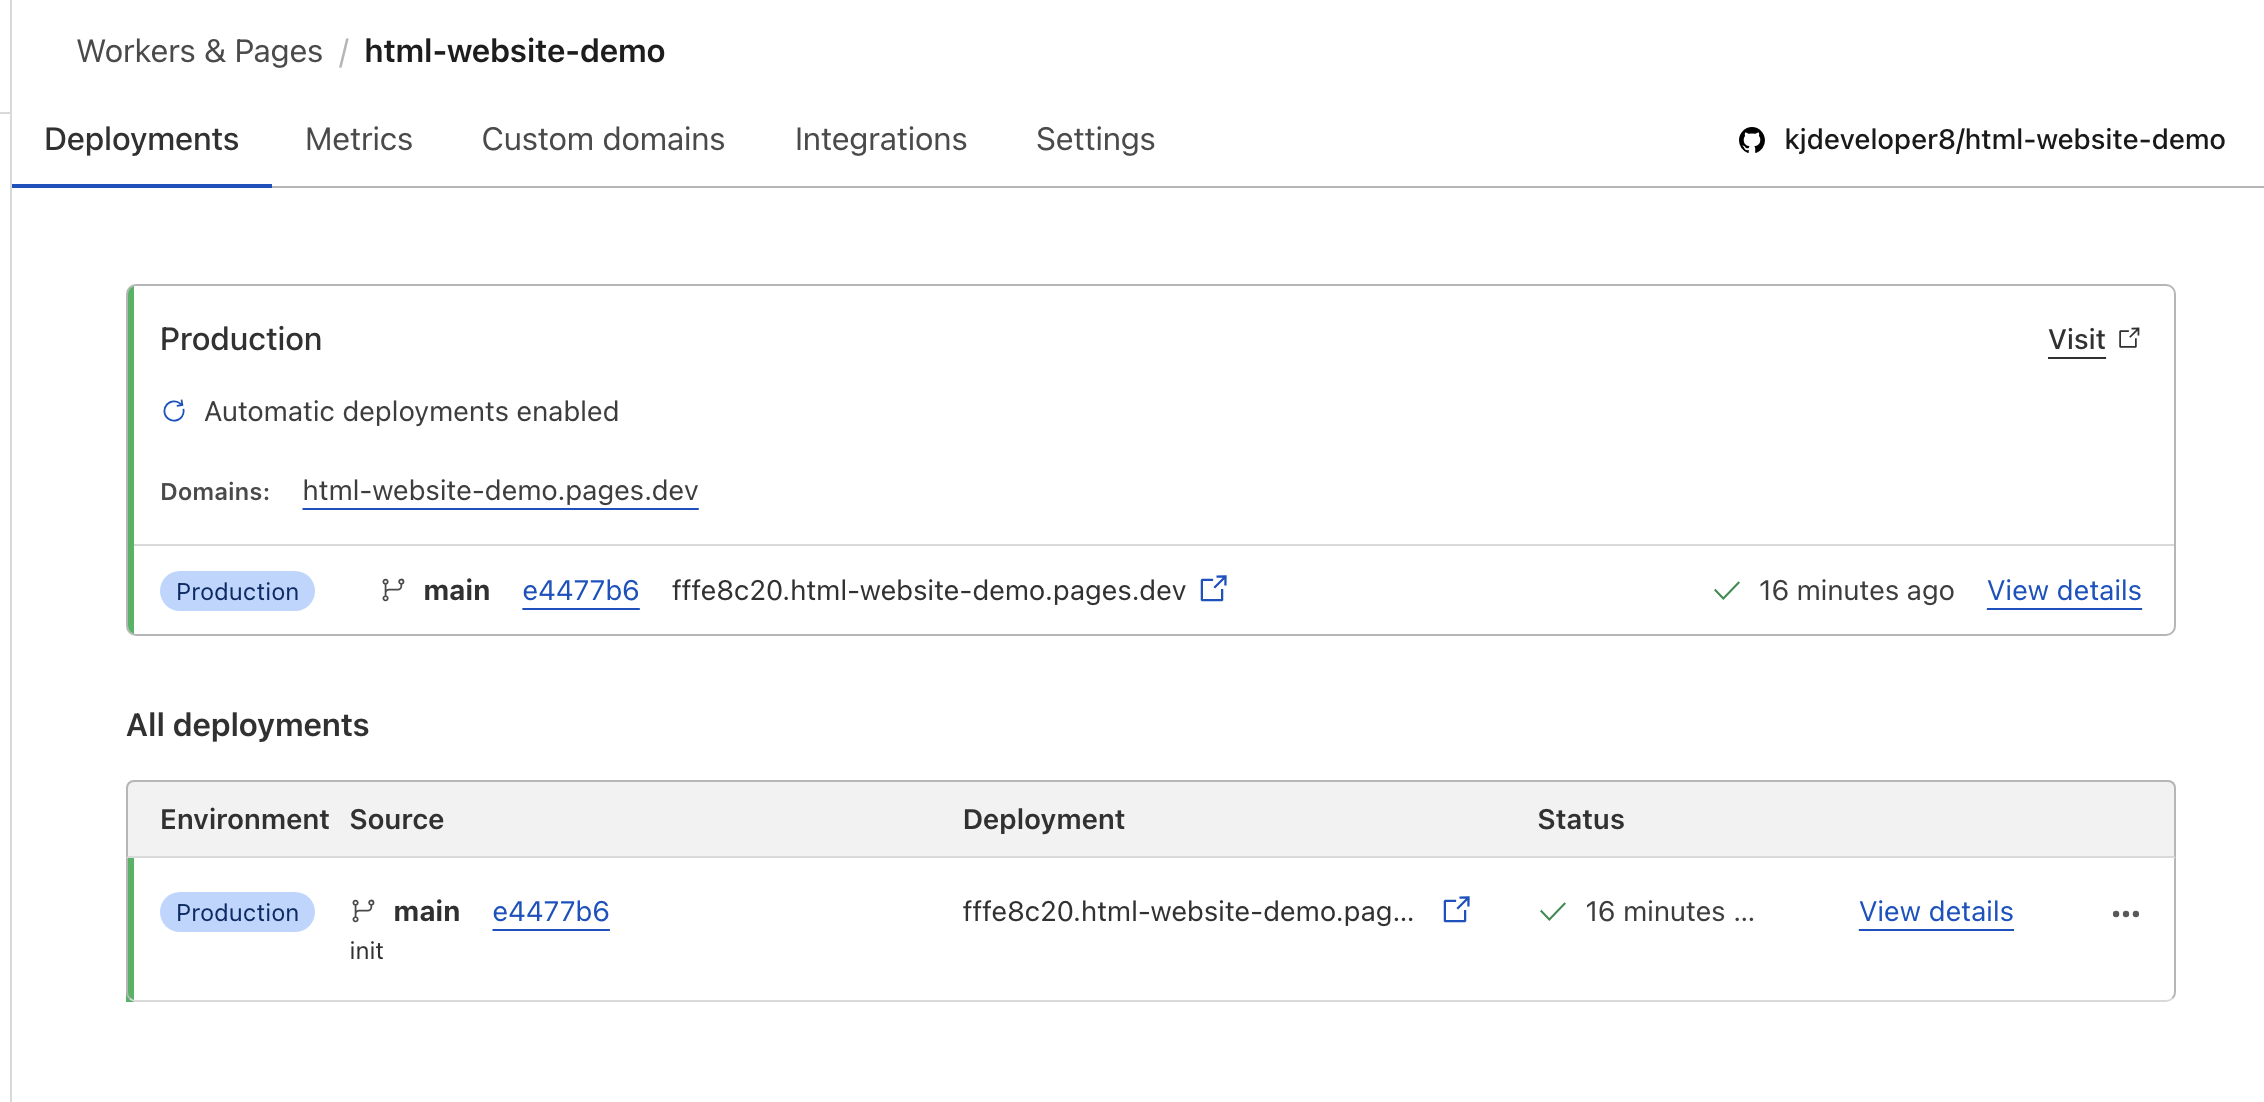 Workers & Pages / html-website-demo
Deployments Metrics Custom domains Integrations Settings kjdeveloper8/html-website-demo
Production Visit
Automatic deployments enabled
Domains: html-website-demo.pages.dev
Production main e4477b6 fffe8c20.html-website-demo.pages.dev 16 minutes ago View details
All deployments
Environment Source Deployment Status
Production main e4477b6 fffe8c20.html-website-demo.pag... 16 minutes ... View details
init